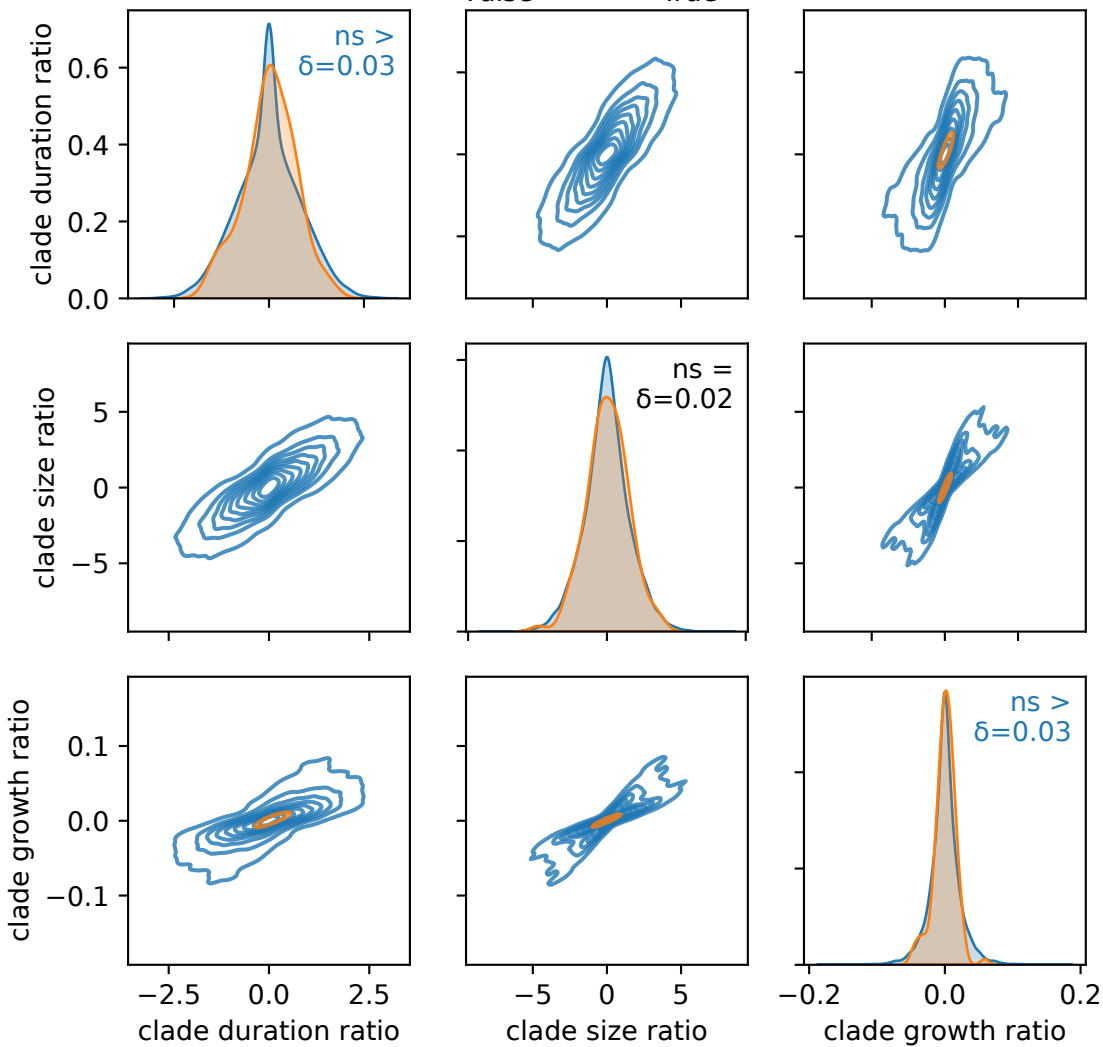 clade duration ratio
0.6
0.4
0.2
0.0
ns >
δ=0.03
−5
0
5
clade size ratio
5
0
−5
ns =
δ=0.02
clade growth ratio
0.1
0.0
−0.1
ns >
δ=0.03
−2.5
0.0
2.5
−0.2
0.0
0.2
clade duration ratio
clade size ratio
clade growth ratio